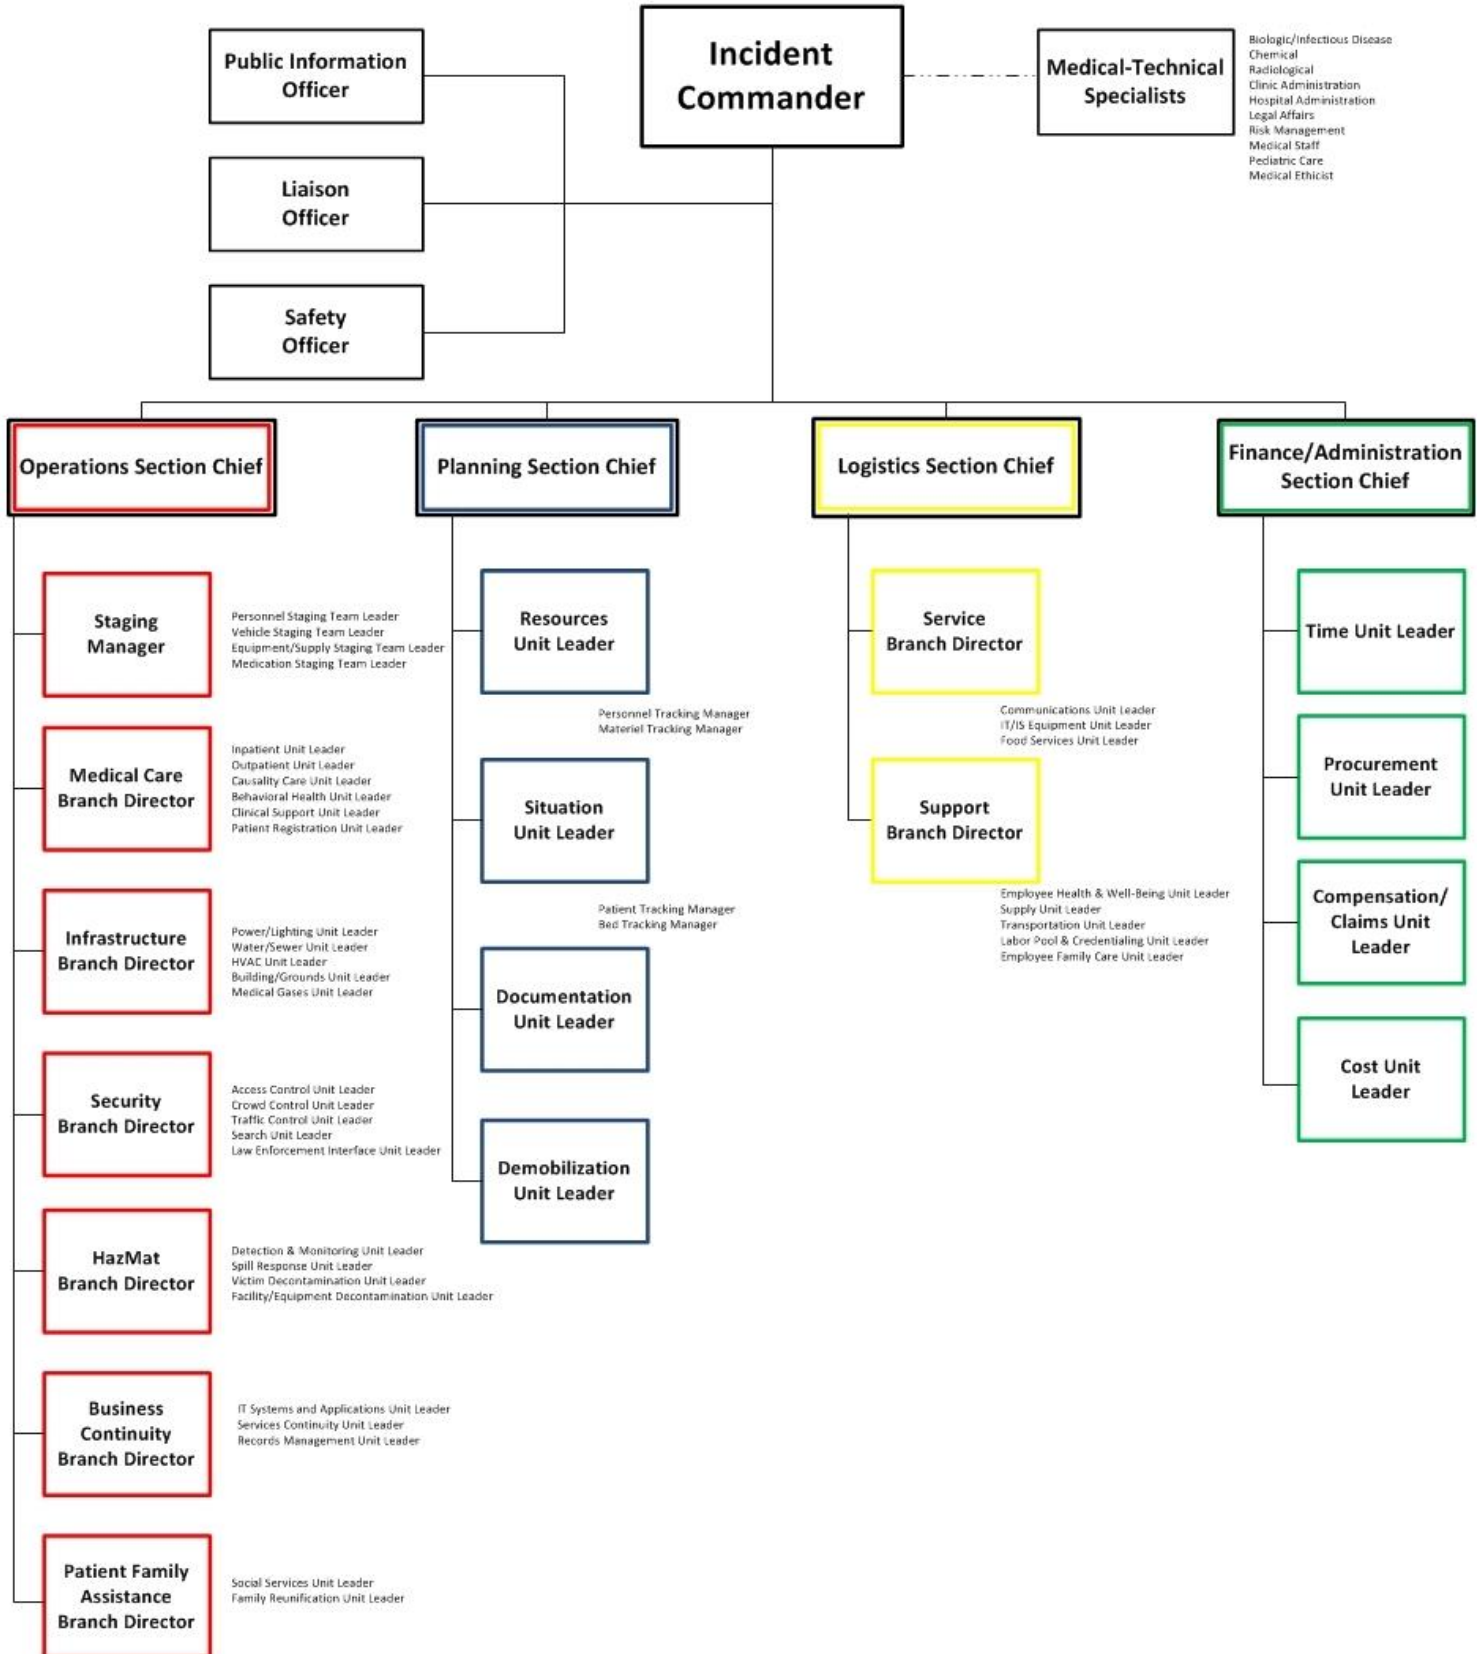 Public Information
Officer
Incident
Commander
Medical-Technical
Specialists
Biologic/Infectious Disease
Chemical
Radiological
Clinic Administration
Hospital Administration
Legal Affairs
Risk Management
Medical Staff
Pediatric Care
Medical Ethicist
Liaison
Officer
Safety
Officer
Operations Section Chief
Planning Section Chief
Logistics Section Chief
Finance/Administration
Section Chief
Staging
Manager
Personnel Staging Team Leader
Vehicle Staging Team Leader
Equipment/Supply Staging Team Leader
Medication Staging Team Leader
Medical Care
Branch Director
Inpatient Unit Leader
Outpatient Unit Leader
Causality Care Unit Leader
Behavioral Health Unit Leader
Clinical Support Unit Leader
Patient Registration Unit Leader
Infrastructure
Branch Director
Power/Lighting Unit Leader
Water/Sewer Unit Leader
HVAC Unit Leader
Building/Grounds Unit Leader
Medical Gases Unit Leader
Security
Branch Director
Access Control Unit Leader
Crowd Control Unit Leader
Traffic Control Unit Leader
Search Unit Leader
Law Enforcement Interface Unit Leader
HazMat
Branch Director
Detection & Monitoring Unit Leader
Spill Response Unit Leader
Victim Decontamination Unit Leader
Facility/Equipment Decontamination Unit Leader
Business
Continuity
Branch Director
IT Systems and Applications Unit Leader
Services Continuity Unit Leader
Records Management Unit Leader
Patient Family
Assistance
Branch Director
Social Services Unit Leader
Family Reunification Unit Leader
Resources
Unit Leader
Personnel Tracking Manager
Materiel Tracking Manager
Situation
Unit Leader
Patient Tracking Manager
Bed Tracking Manager
Documentation
Unit Leader
Demobilization
Unit Leader
Service
Branch Director
Communications Unit Leader
IT/IS Equipment Unit Leader
Food Services Unit Leader
Support
Branch Director
Employee Health & Well-Being Unit Leader
Supply Unit Leader
Transportation Unit Leader
Labor Pool & Credentialing Unit Leader
Employee Family Care Unit Leader
Time Unit Leader
Procurement
Unit Leader
Compensation/
Claims Unit
Leader
Cost Unit
Leader